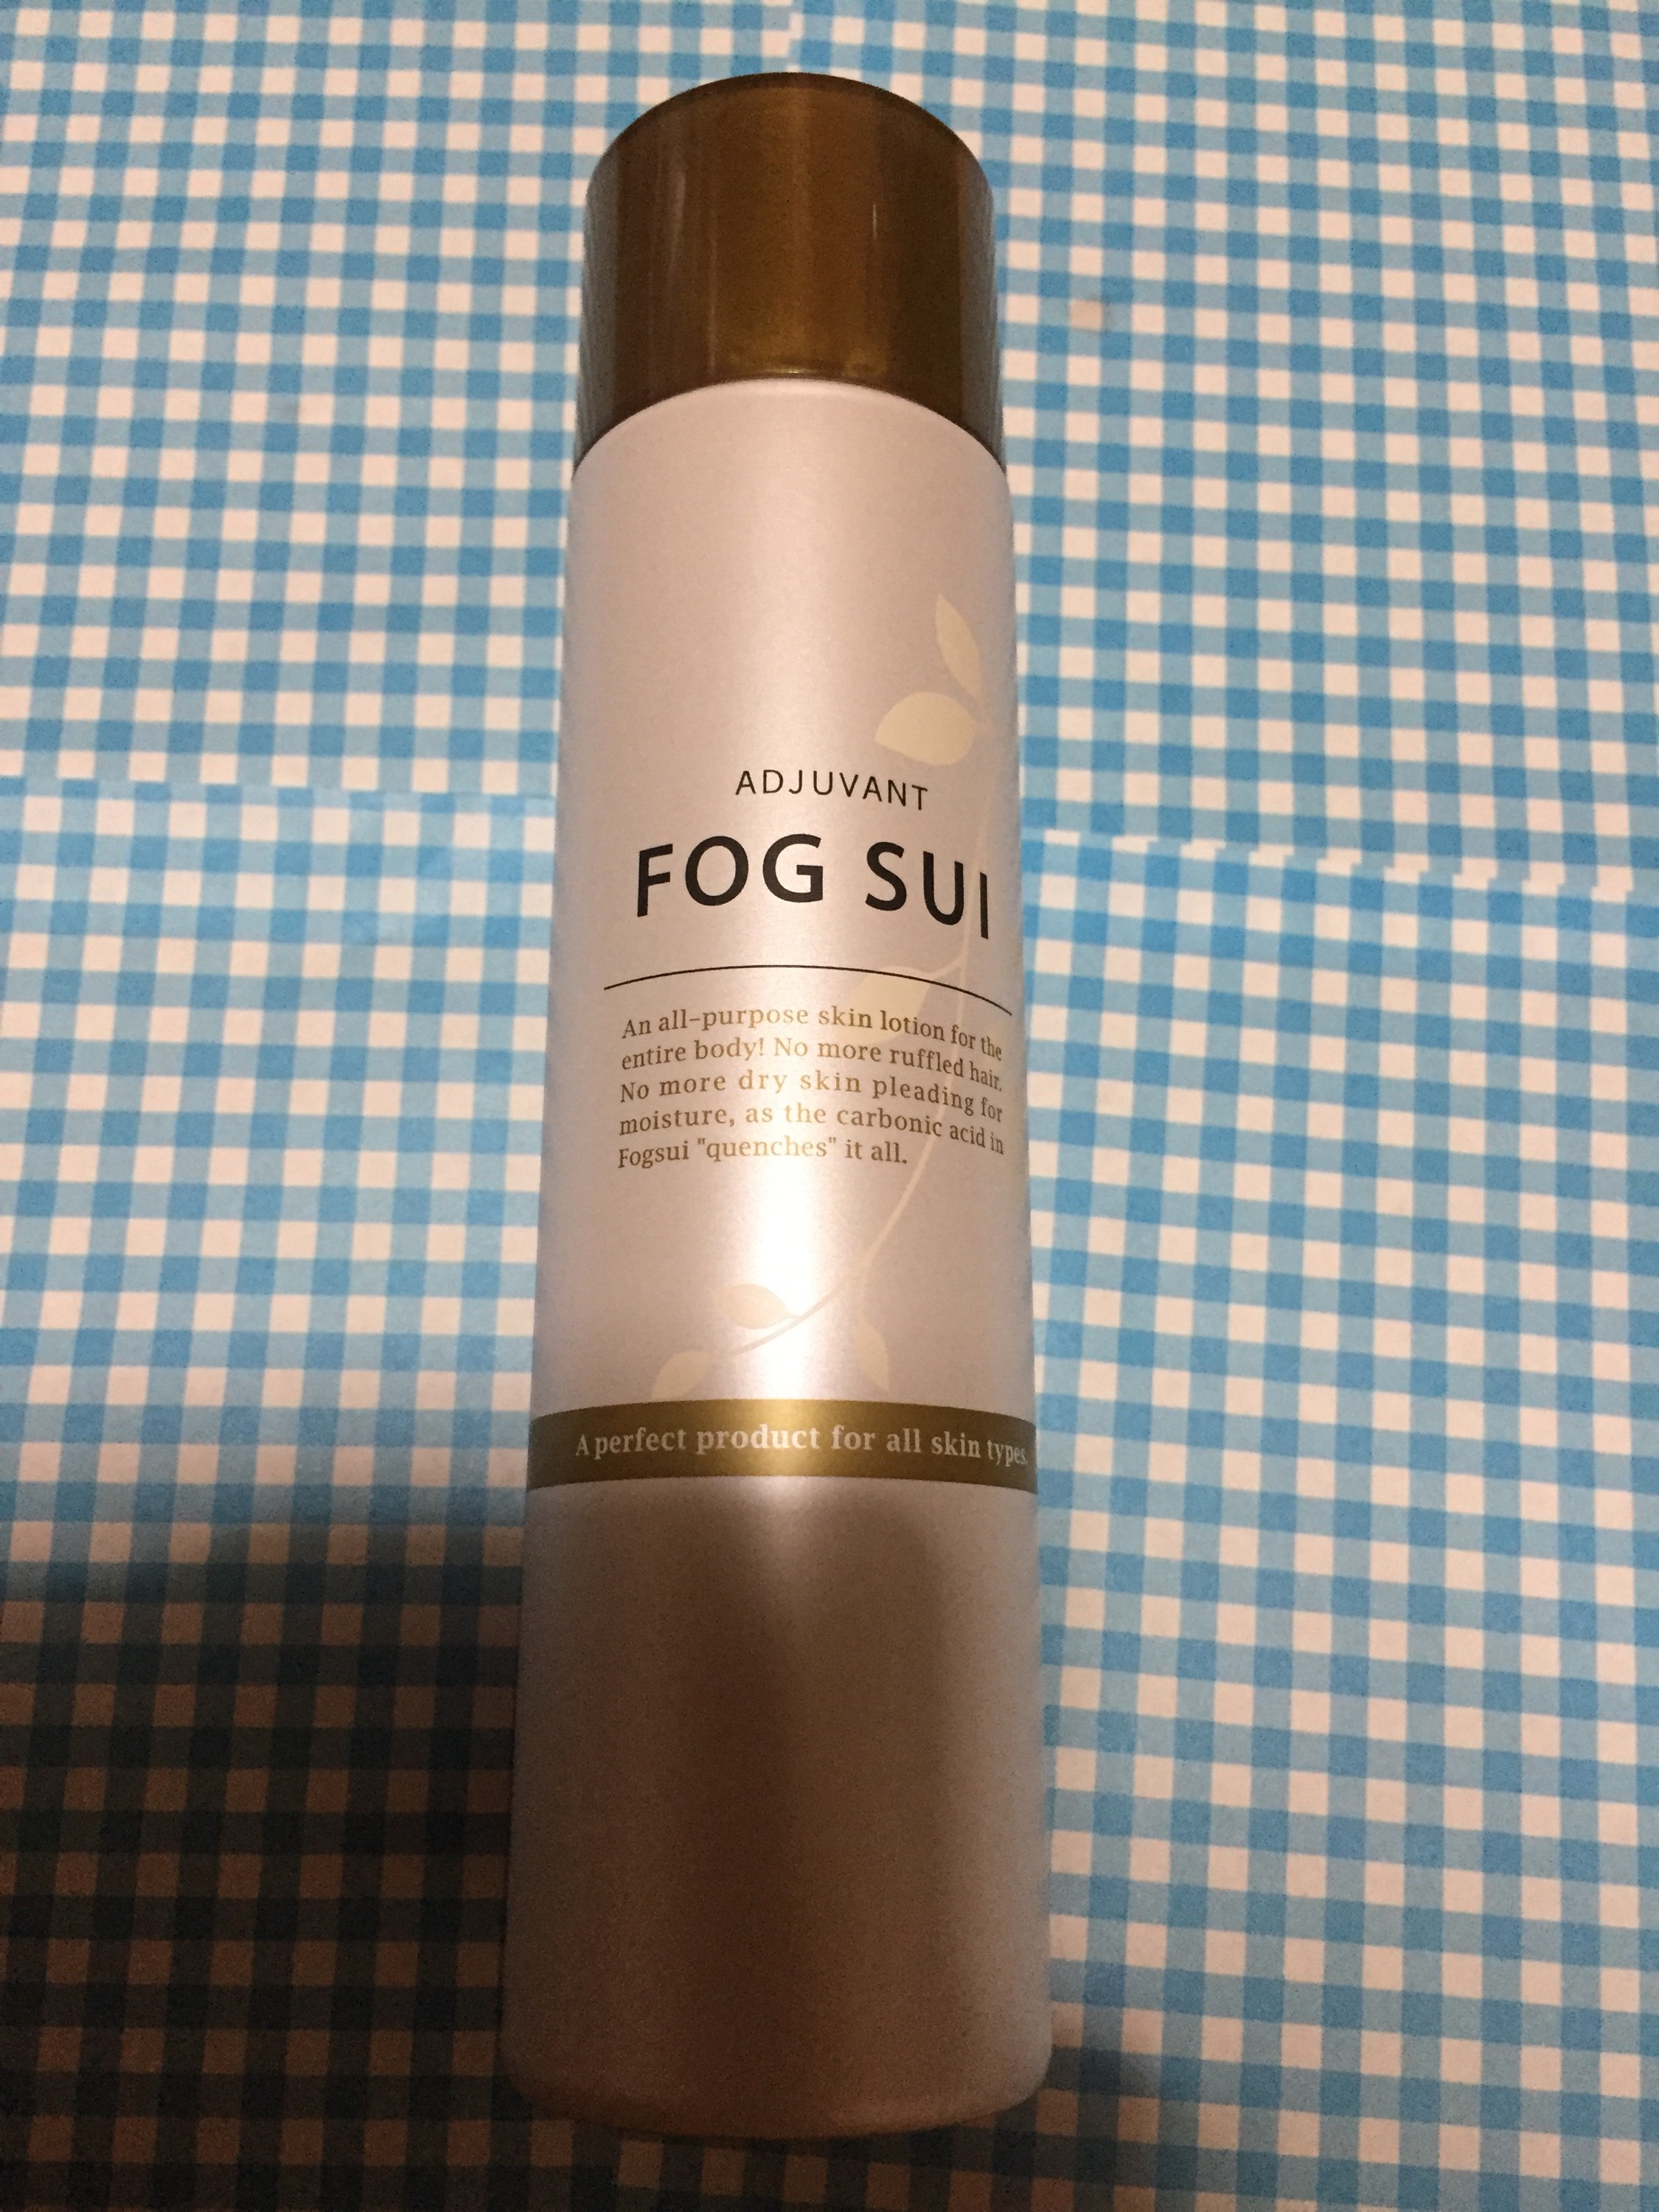 ADJUVANT
FOG SUI
An all-purpose skin lotion for the
entire body! No more ruffled hair.
No more dry skin pleading for
moisture, as the carbonic acid in
Fogsui "quenches" it all.
A perfect product for all skin types.